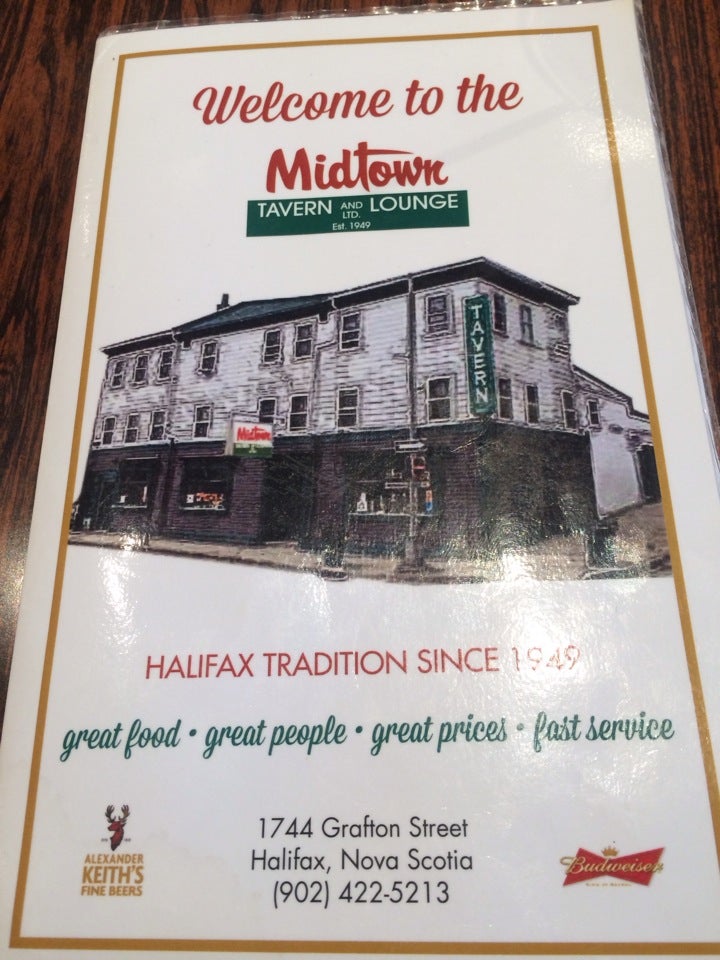 Welcome to the
Midtown
TAVERN AND LTD. LOUNGE
Est. 1949
TAVERN
Midtown
HALIFAX TRADITION SINCE 1949
great food • great people • great prices • fast service
1744 Grafton Street
Halifax, Nova Scotia
(902) 422-5213
ALEXANDER
KEITH'S
FINE BEERS
Budweiser